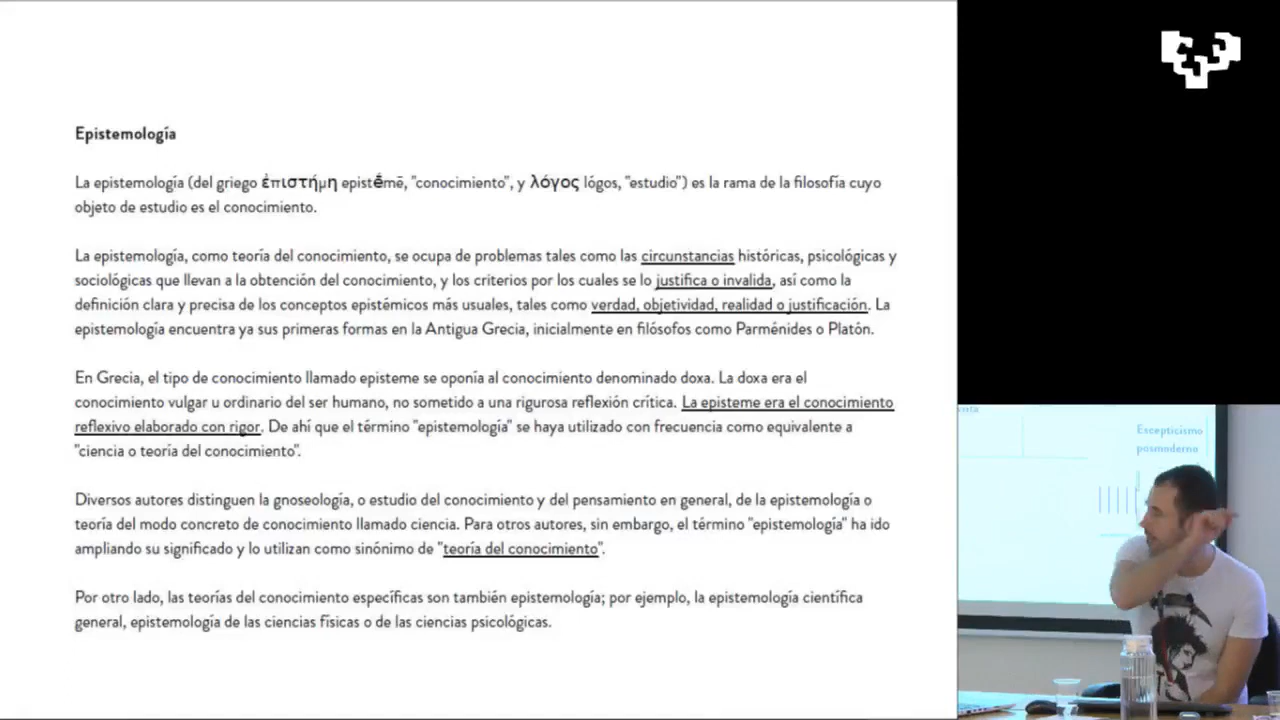 Epistemología
La epistemología (del griego ἐπιστήμη epistḗmē, "conocimiento", y λόγος lógos, "estudio") es la rama de la filosofía cuyo
objeto de estudio es el conocimiento.
La epistemología, como teoría del conocimiento, se ocupa de problemas tales como las circunstancias históricas, psicológicas y
sociológicas que llevan a la obtención del conocimiento, y los criterios por los cuales se lo justifica o invalida, así como la
definición clara y precisa de los conceptos epistémicos más usuales, tales como verdad, objetividad, realidad o justificación. La
epistemología encuentra ya sus primeras formas en la Antigua Grecia, inicialmente en filósofos como Parménides o Platón.
En Grecia, el tipo de conocimiento llamado episteme se oponía al conocimiento denominado doxa. La doxa era el
conocimiento vulgar u ordinario del ser humano, no sometido a una rigurosa reflexión crítica. La episteme era el conocimiento
reflexivo elaborado con rigor. De ahí que el término "epistemología" se haya utilizado con frecuencia como equivalente a
"ciencia o teoría del conocimiento".
Diversos autores distinguen la gnoseología, o estudio del conocimiento y del pensamiento en general, de la epistemología o
teoría del modo concreto de conocimiento llamado ciencia. Para otros autores, sin embargo, el término "epistemología" ha ido
ampliando su significado y lo utilizan como sinónimo de "teoría del conocimiento".
Por otro lado, las teorías del conocimiento específicas son también epistemología; por ejemplo, la epistemología científica
general, epistemología de las ciencias físicas o de las ciencias psicológicas.
Excepticismo
posmoderno